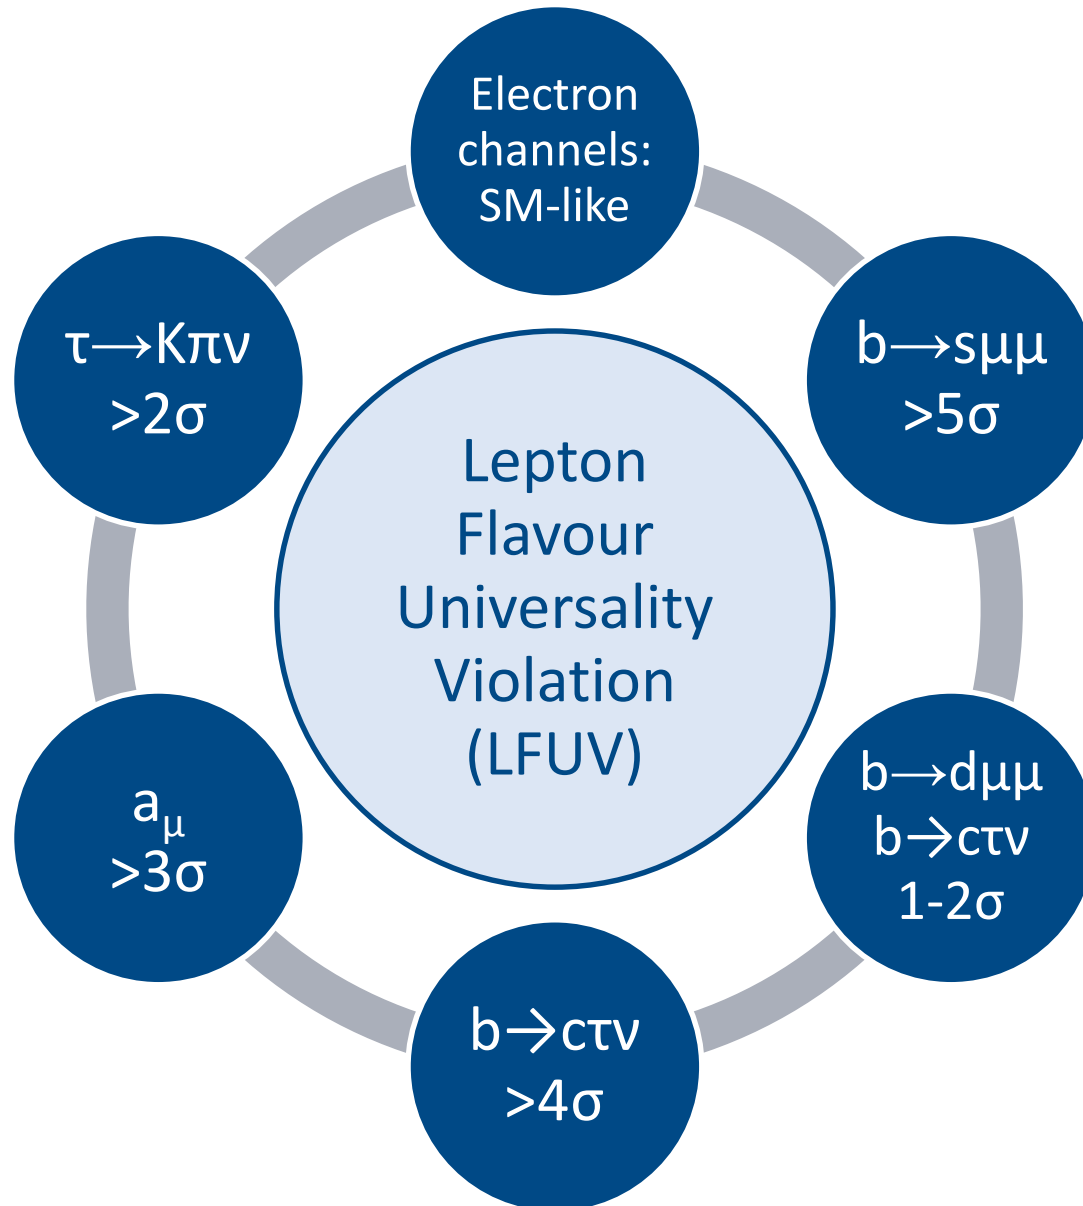 Electron
channels:
SM-like
b→sμμ
>5σ
b→dμμ
b→cτν
1-2σ
b→cτν
>4σ
aμ
>3σ
τ→Kπν
>2σ
Lepton
Flavour
Universality
Violation
(LFUV)